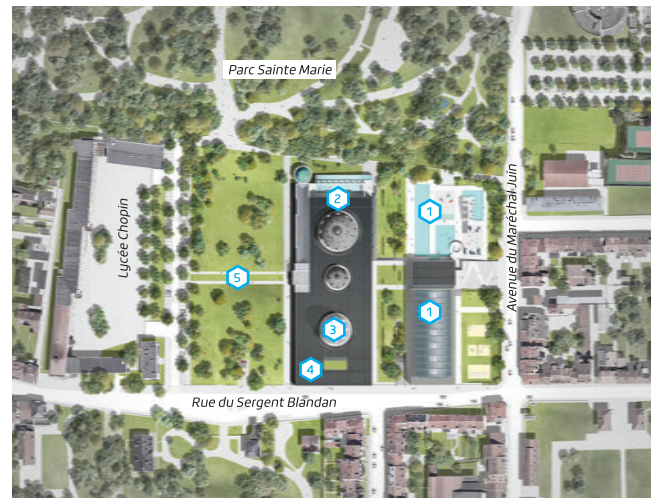 Parc Sainte Marie
2
1
Lycée Chopin
Avenue du Maréchal Juin
5
3
1
4
Rue du Sergent Blandan